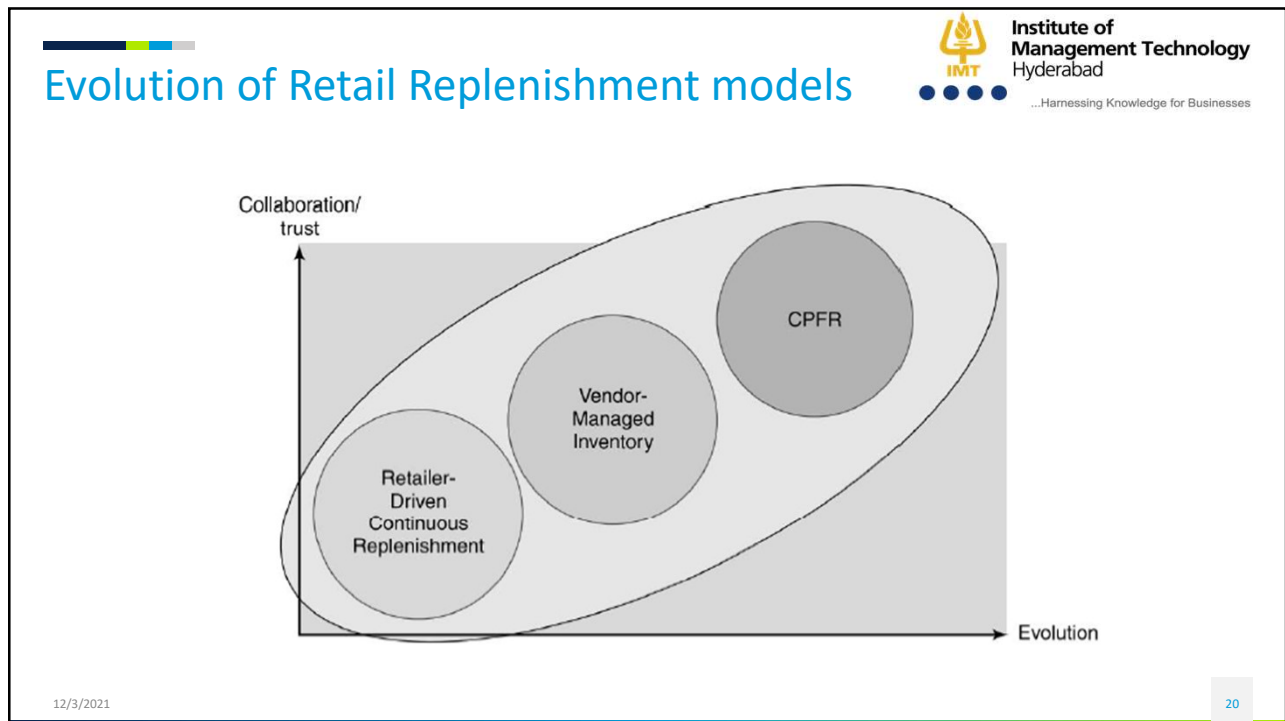 Evolution of Retail Replenishment models
IMT
Institute of
Management Technology
Hyderabad
...Harnessing Knowledge for Businesses
Collaboration/
trust
CPFR
Vendor-
Managed
Inventory
Retailer-
Driven
Continuous
Replenishment
Evolution
12/3/2021
20